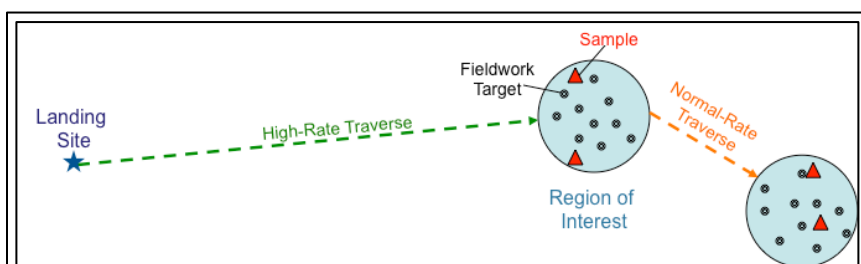 Sample
Fieldwork
Target
Landing
Site
High-Rate Traverse
Normal-Rate
Traverse
Region of
Interest